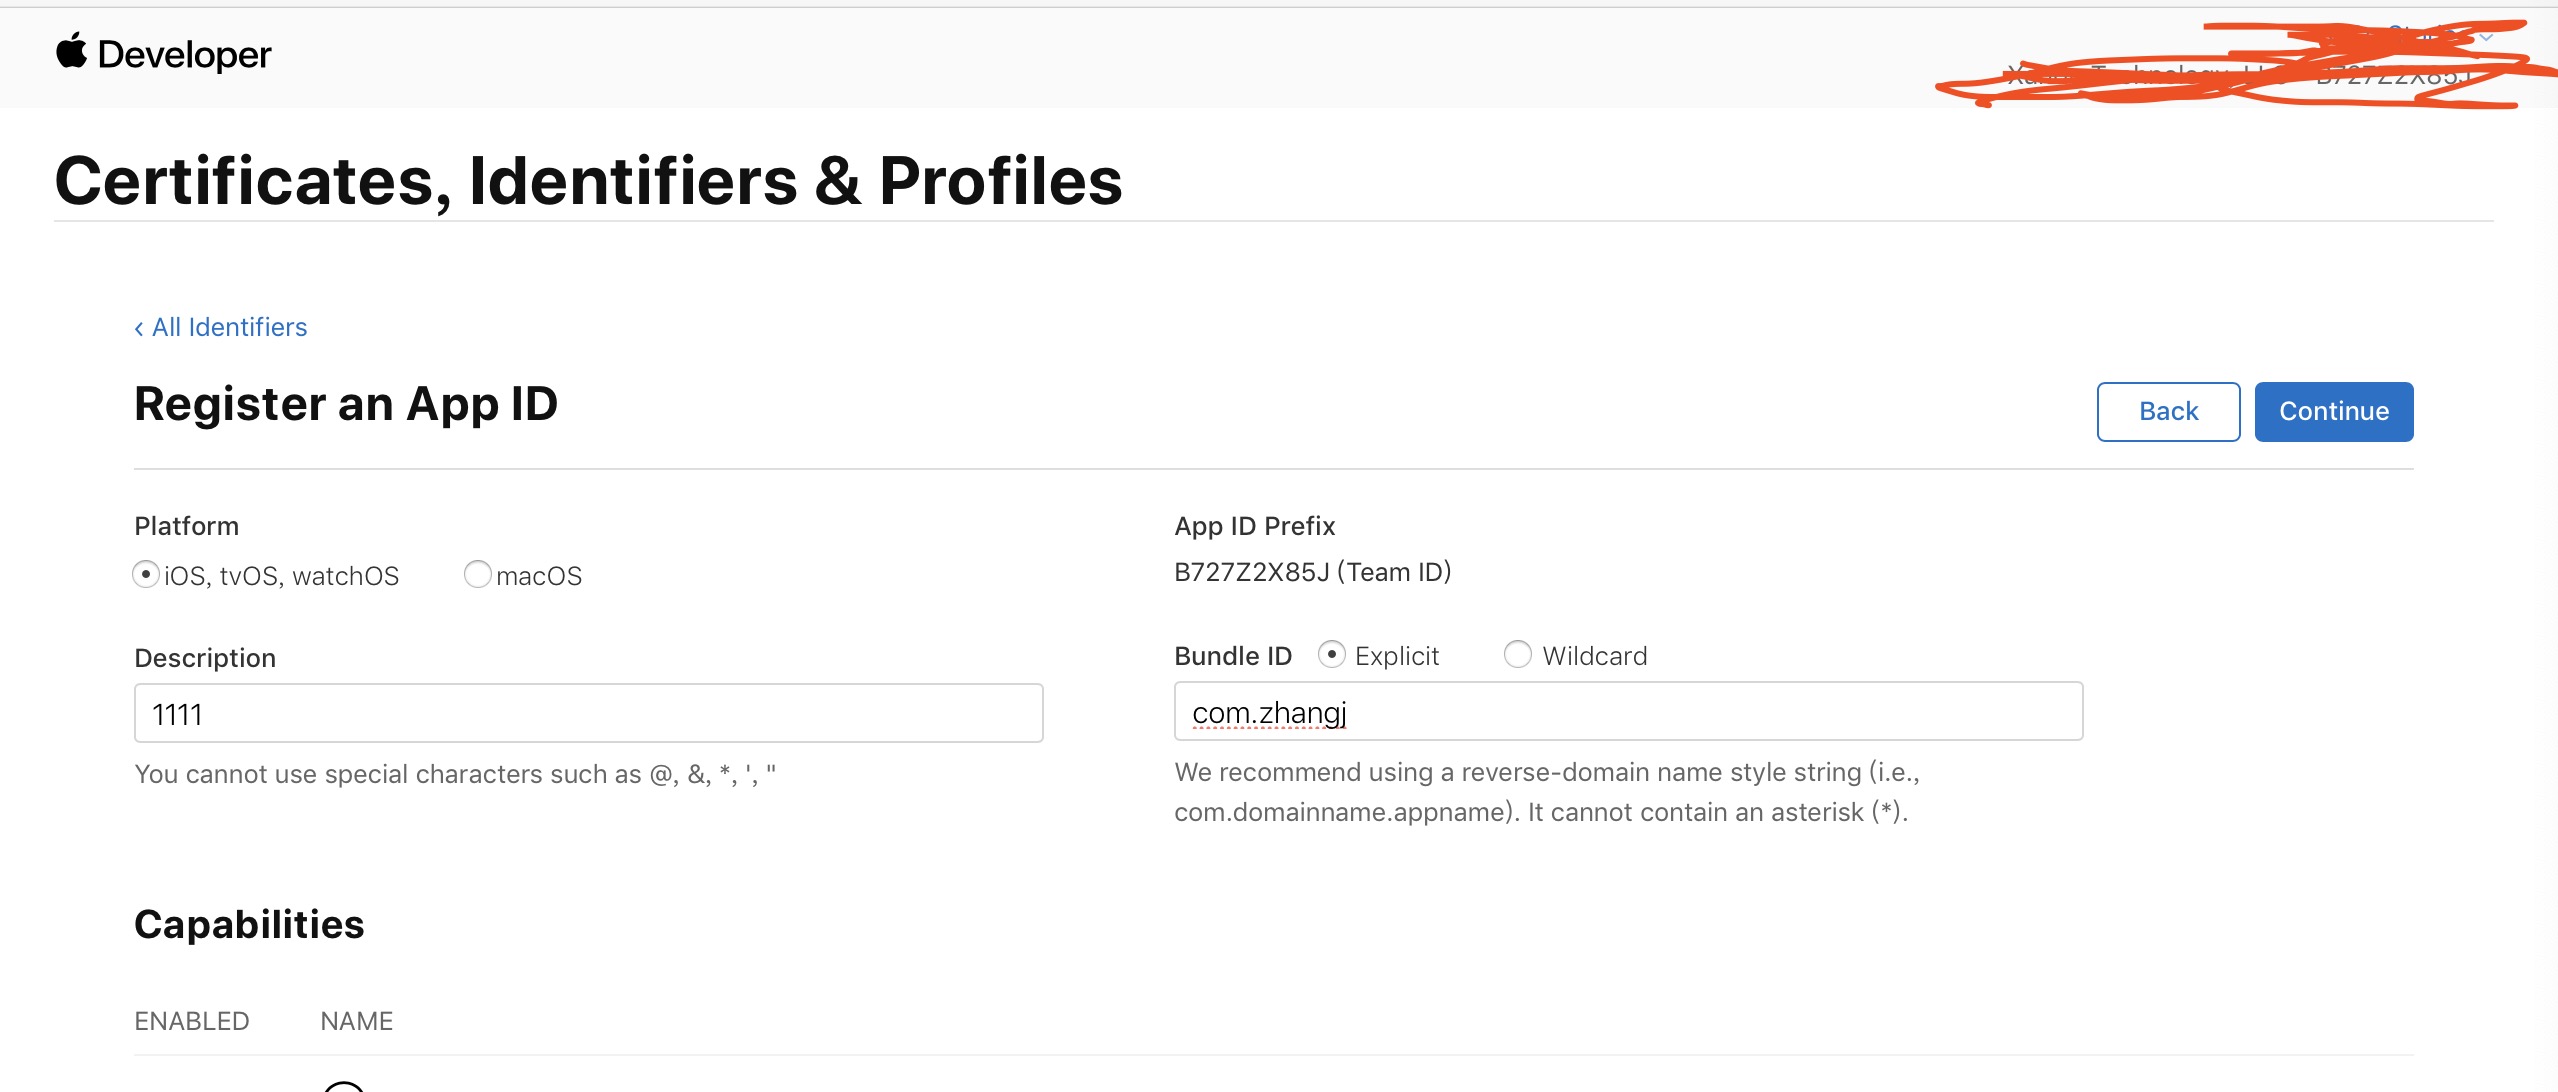 Developer
Certificates, Identifiers & Profiles
‹ All Identifiers
Register an App ID
Back
Continue
Platform
iOS, tvOS, watchOS
macOS
App ID Prefix
B727Z2X85J (Team ID)
Description
1111
You cannot use special characters such as @, &, *, ', "
Bundle ID
Explicit
Wildcard
com.zhangj
We recommend using a reverse-domain name style string (i.e.,
com.domainname.appname). It cannot contain an asterisk (*).
Capabilities
ENABLED
NAME